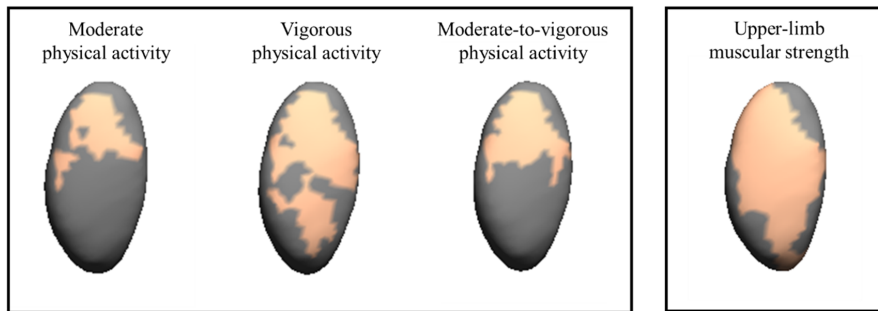 Moderate
physical activity
Vigorous
physical activity
Moderate-to-vigorous
physical activity
Upper-limb
muscular strength